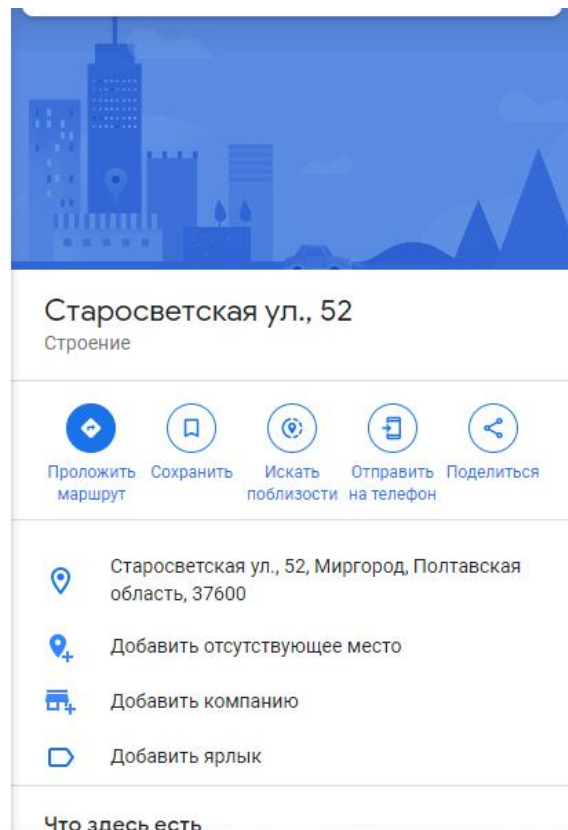 Старосветская ул., 52
Строение
Проложить маршрут
Сохранить
Искать поблизости
Отправить на телефон
Поделиться
Старосветская ул., 52, Миргород, Полтавская
область, 37600
Добавить отсутствующее место
Добавить компанию
Добавить ярлык
Что здесь есть